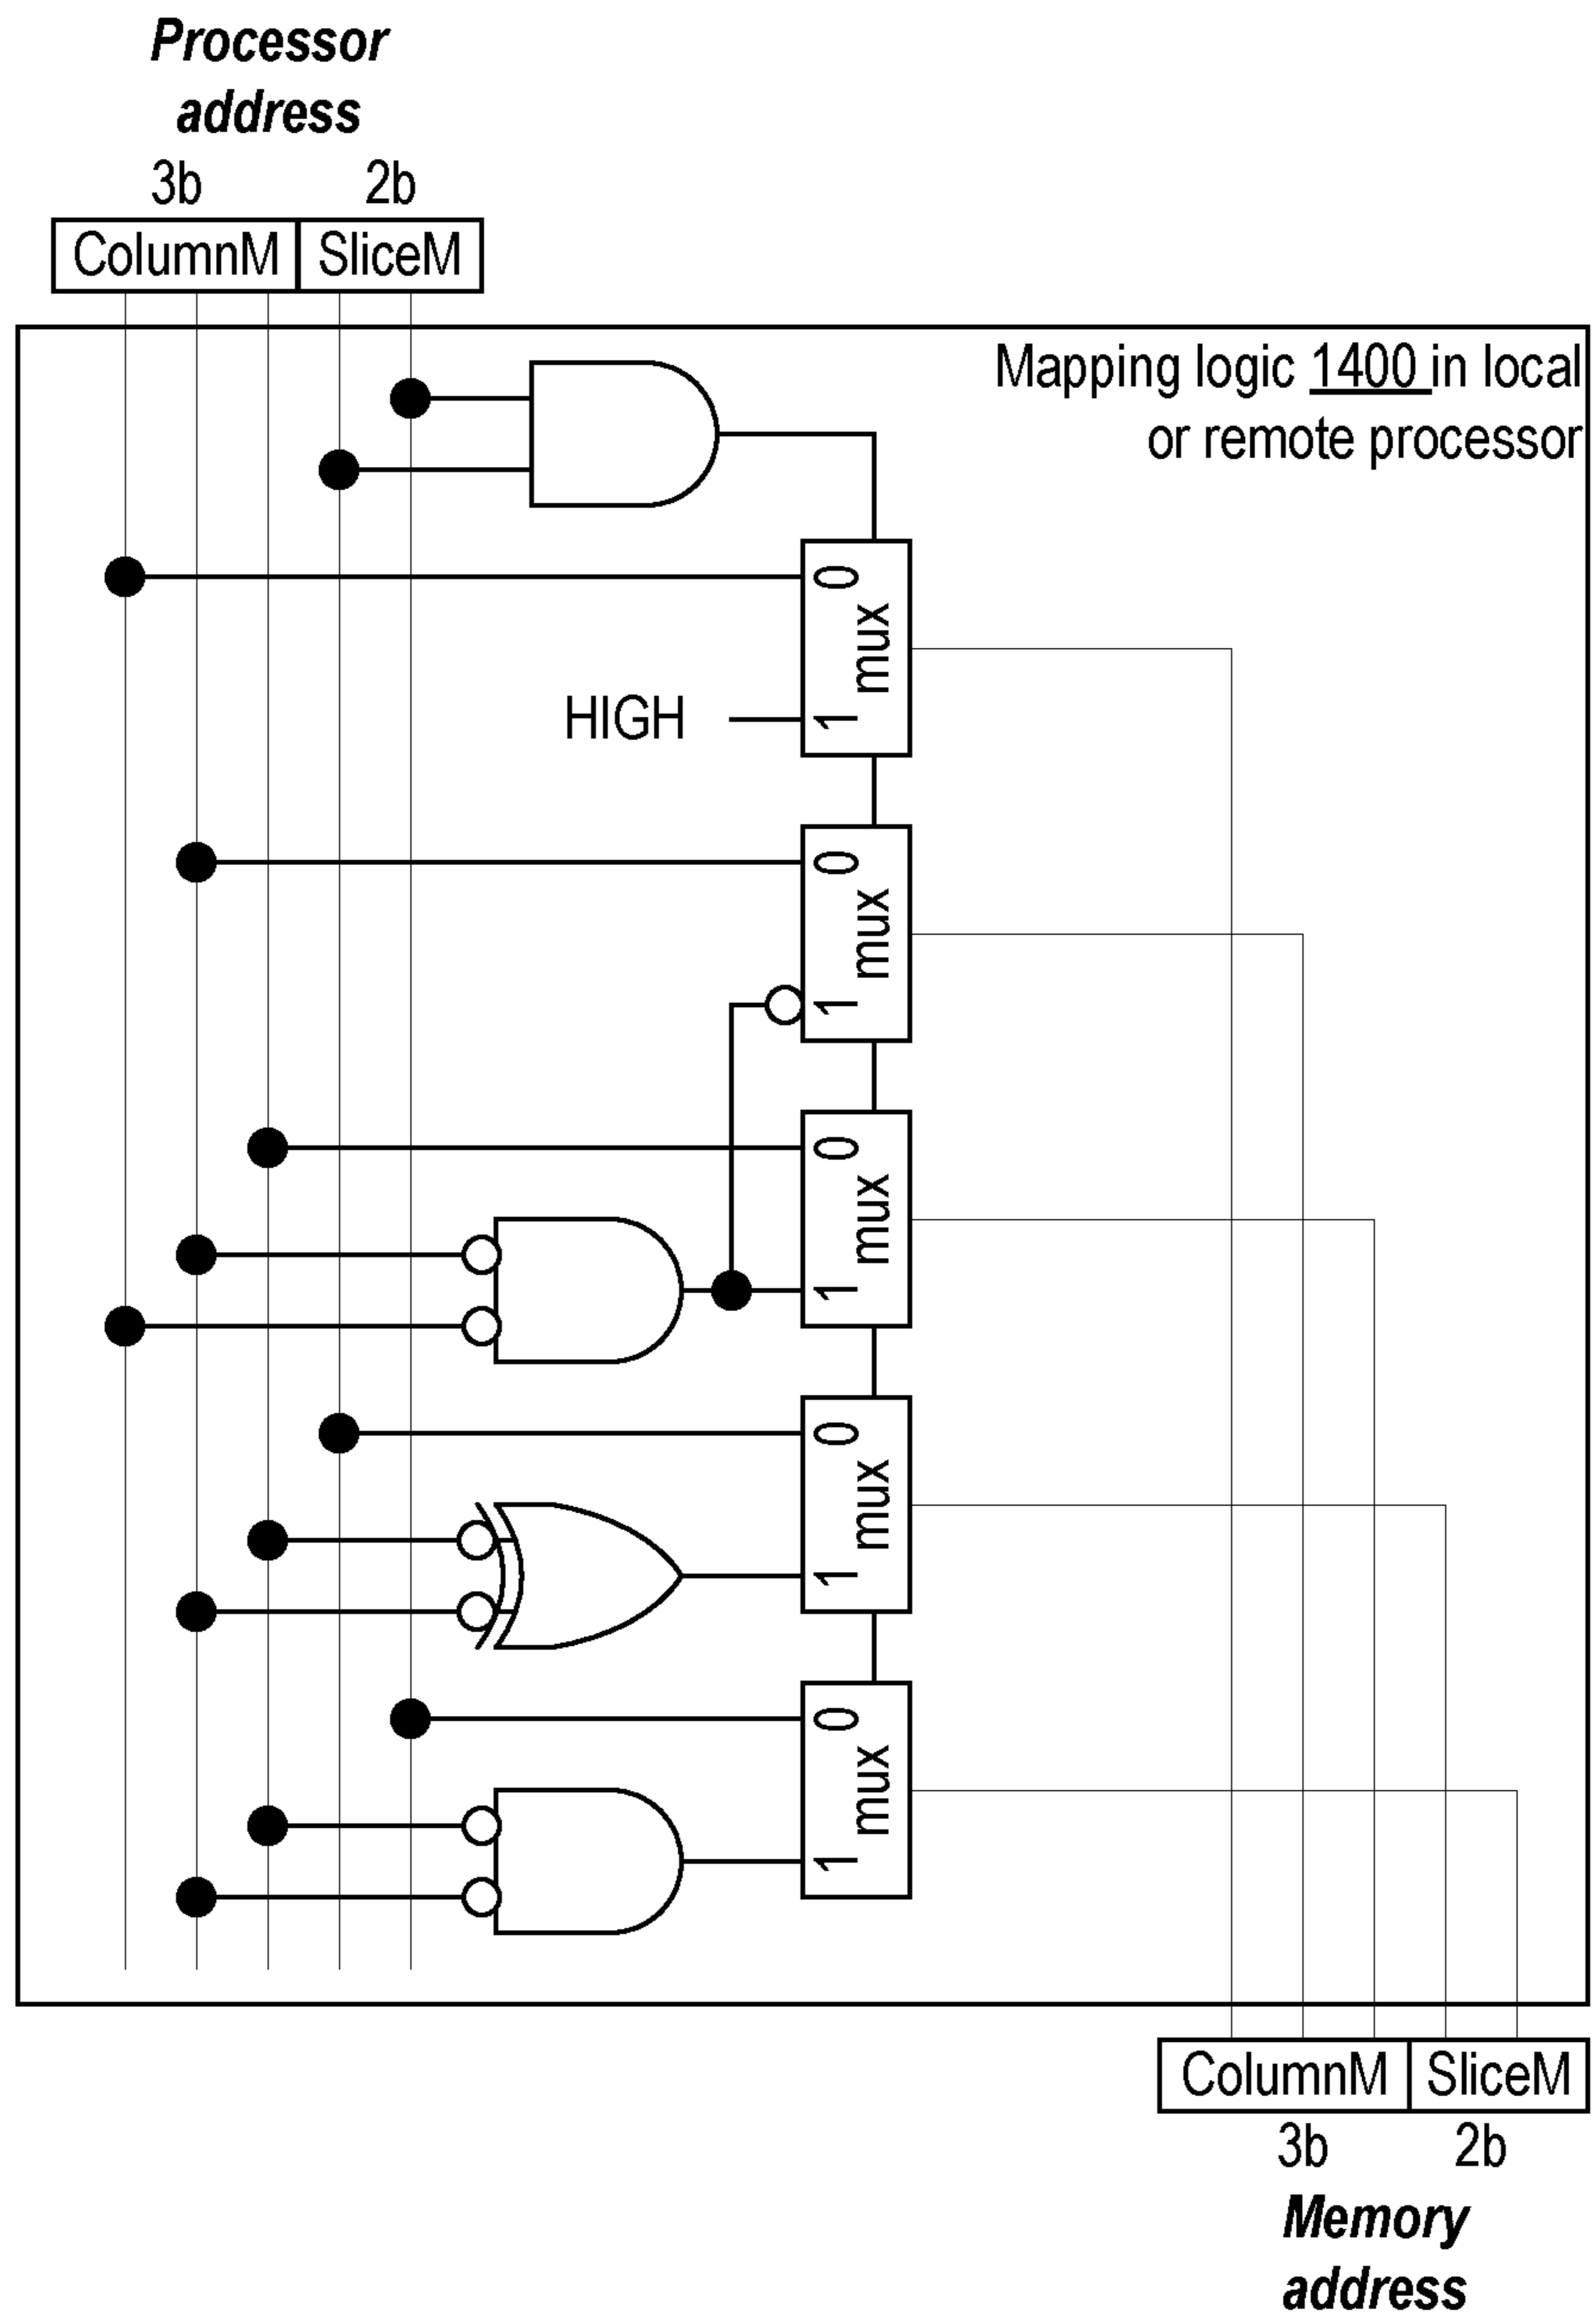 Processor
address
3b 2b
ColumnM SliceM
Mapping logic 1400 in local
or remote processor
0
mux
HIGH 1
0
mux
1
0
mux
1
0
mux
1
0
mux
1
ColumnM SliceM
3b 2b
Memory
address